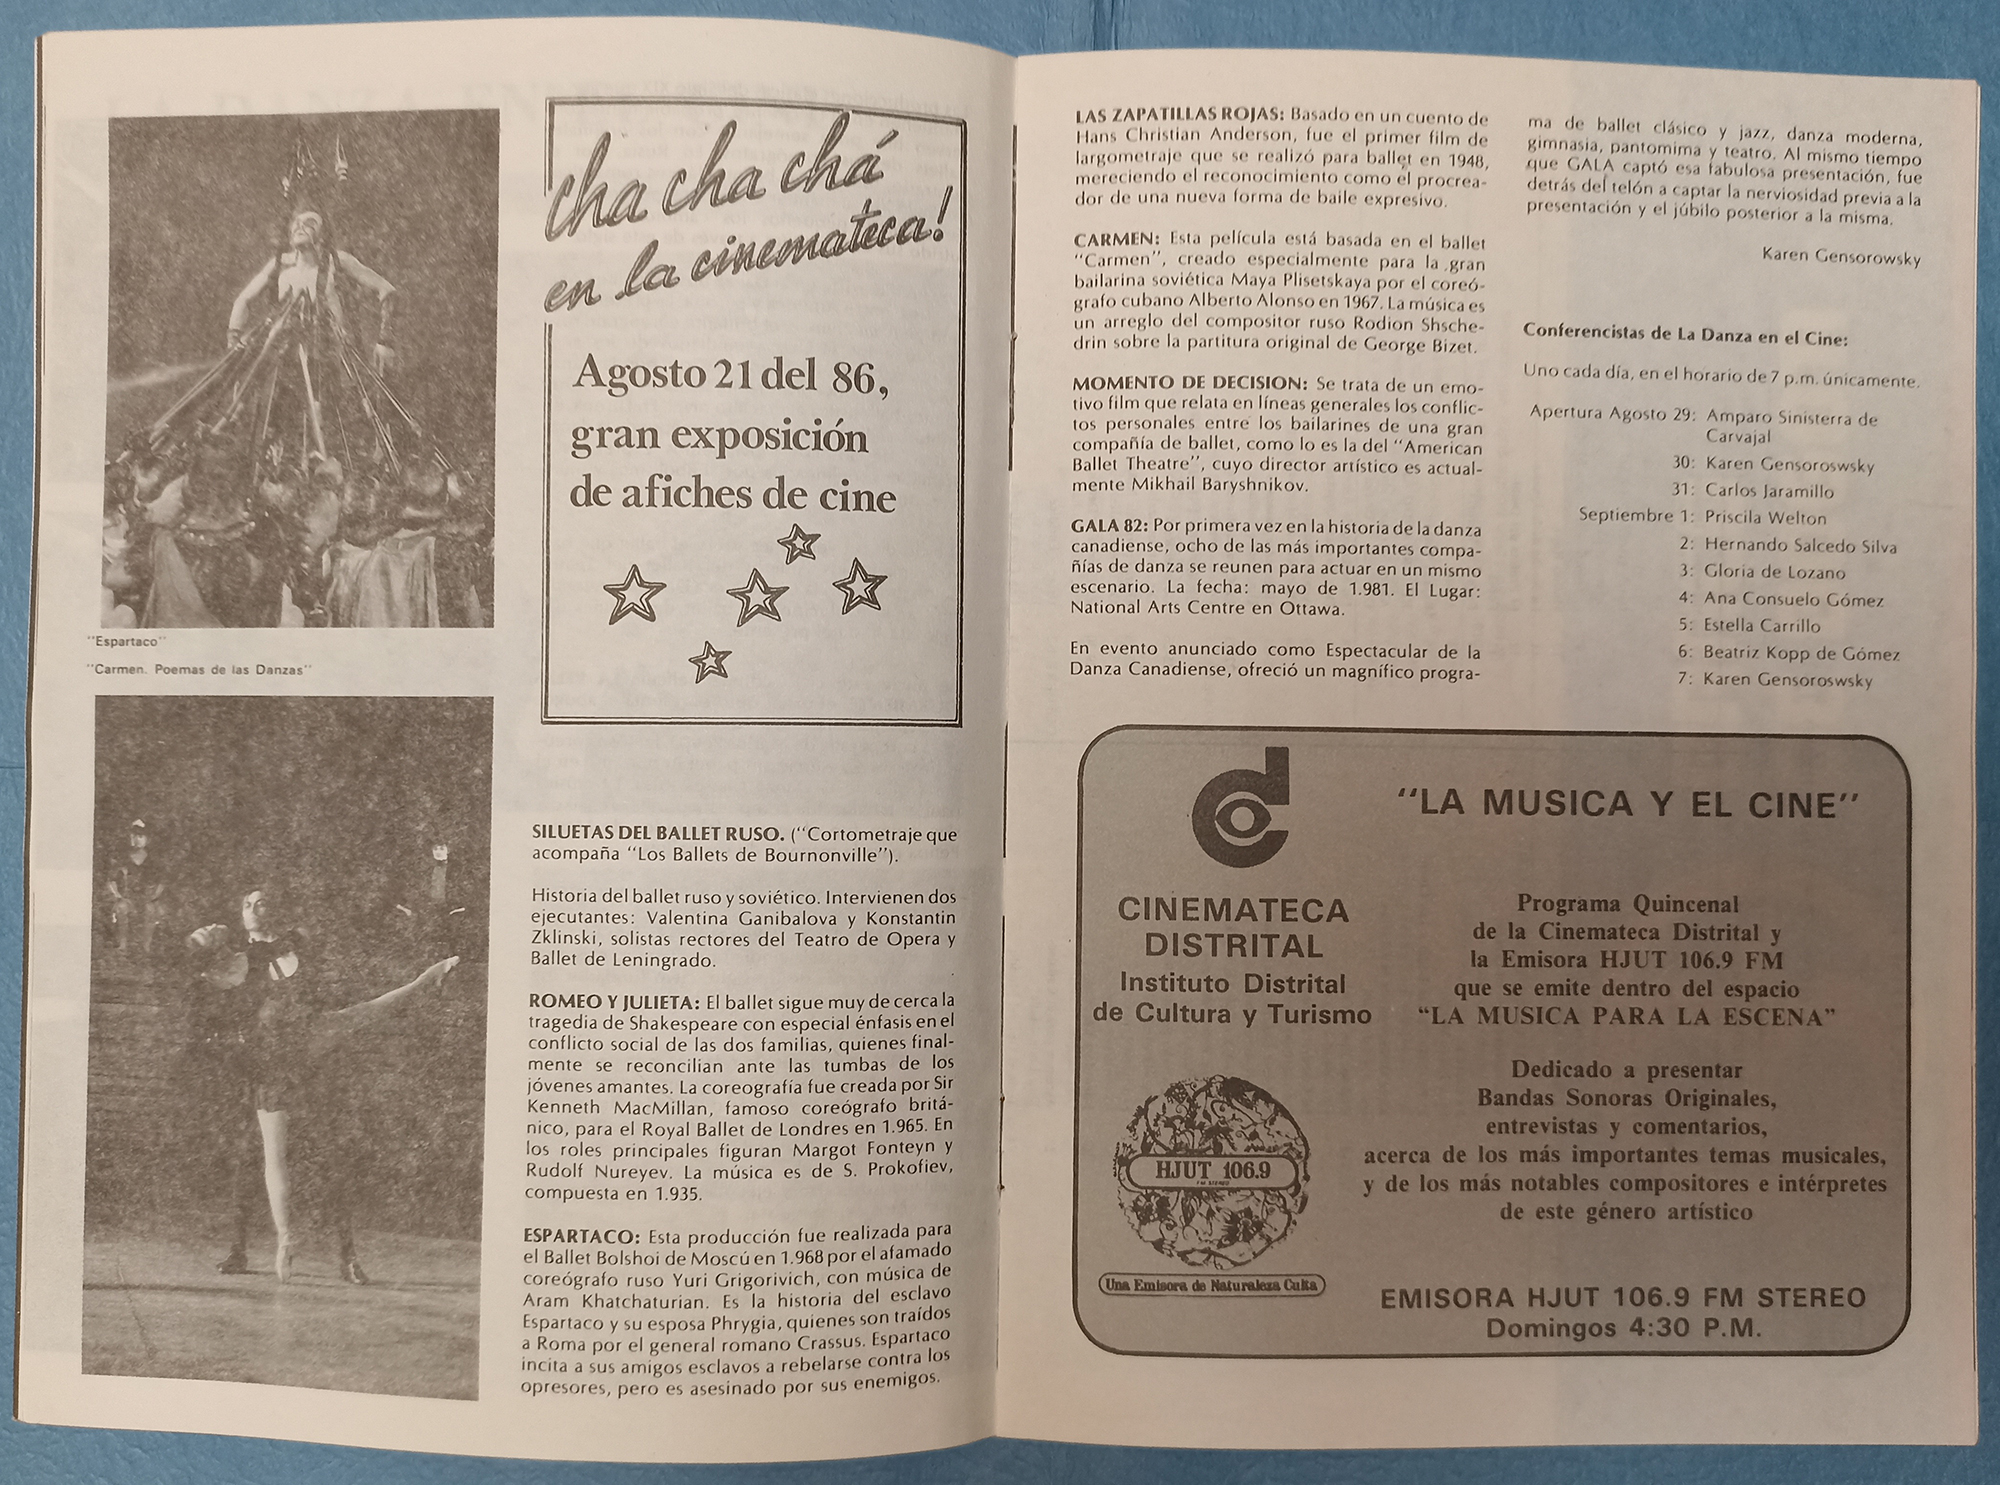 "Espartaco"
"Carmen. Poemas de las Danzas"
cha cha chá
en la cinemateca!
Agosto 21 del 86,
gran exposición
de afiches de cine
SILUETAS DEL BALLET RUSO. ("Cortometraje que
acompaña "Los Ballets de Bournonville").
Historia del ballet ruso y soviético. Intervienen dos
ejecutantes: Valentina Ganibalova y Konstantin
Zklinski, solistas rectores del Teatro de Opera y
Ballet de Leningrado.
ROMEO Y JULIETA: El ballet sigue muy de cerca la
tragedia de Shakespeare con especial énfasis en el
conflicto social de las dos familias, quienes final-
mente se reconcilian ante las tumbas de los
jóvenes amantes. La coreografía fue creada por Sir
Kenneth MacMillan, famoso coreógrafo britá-
nico, para el Royal Ballet de Londres en 1.965. En
los roles principales figuran Margot Fonteyn y
Rudolf Nureyev. La música es de S. Prokofiev,
compuesta en 1.935.
ESPARTACO: Esta producción fue realizada para
el Ballet Bolshoi de Moscú en 1.968 por el afamado
coreógrafo ruso Yuri Grigorivich, con música de
Aram Khatchaturian. Es la historia del esclavo
Espartaco y su esposa Phrygia, quienes son traídos
a Roma por el general romano Crassus. Espartaco
incita a sus amigos esclavos a rebelarse contra los
opresores, pero es asesinado por sus enemigos.
LAS ZAPATILLAS ROJAS: Basado en un cuento de
Hans Christian Anderson, fue el primer film de
largometraje que se realizó para ballet en 1948,
mereciendo el reconocimiento como el procrea-
dor de una nueva forma de baile expresivo.
CARMEN: Esta película está basada en el ballet
"Carmen", creado especialmente para la gran
bailarina soviética Maya Plisetskaya por el coreó-
grafo cubano Alberto Alonso en 1967. La música es
un arreglo del compositor ruso Rodion Shsche-
drin sobre la partitura original de George Bizet.
MOMENTO DE DECISION: Se trata de un emo-
tivo film que relata en líneas generales los conflic-
tos personales entre los bailarines de una gran
compañía de ballet, como lo es la del "American
Ballet Theatre", cuyo director artístico es actual-
mente Mikhail Baryshnikov.
GALA 82: Por primera vez en la historia de la danza
canadiense, ocho de las más importantes compa-
ñías de danza se reunen para actuar en un mismo
escenario. La fecha: mayo de 1.981. El Lugar:
National Arts Centre en Ottawa.
En evento anunciado como Espectacular de la
Danza Canadiense, ofreció un magnífico progra-
ma de ballet clásico y jazz, danza moderna,
gimnasia, pantomima y teatro. Al mismo tiempo
que GALA captó esa fabulosa presentación, fue
detrás del telón a captar la nerviosidad previa a la
presentación y el júbilo posterior a la misma.
Karen Gensorowsky
Conferencistas de La Danza en el Cine:
Uno cada día, en el horario de 7 p.m. únicamente.
Apertura Agosto 29: Amparo Sinisterra de
Carvajal
30: Karen Gensoroswsky
31: Carlos Jaramillo
Septiembre 1: Priscila Welton
2: Hernando Salcedo Silva
3: Gloria de Lozano
4: Ana Consuelo Gómez
5: Estella Carrillo
6: Beatriz Kopp de Gómez
7: Karen Gensoroswsky
CINEMATECA
DISTRITAL
Instituto Distrital
de Cultura y Turismo
HJUT 106.9
FM STEREO
Una Emisora de Naturaleza Culta
"LA MUSICA Y EL CINE"
Programa Quincenal
de la Cinemateca Distrital y
la Emisora HJUT 106.9 FM
que se emite dentro del espacio
"LA MUSICA PARA LA ESCENA"
Dedicado a presentar
Bandas Sonoras Originales,
entrevistas y comentarios,
acerca de los más importantes temas musicales,
y de los más notables compositores e intérpretes
de este género artístico
EMISORA HJUT 106.9 FM STEREO
Domingos 4:30 P.M.